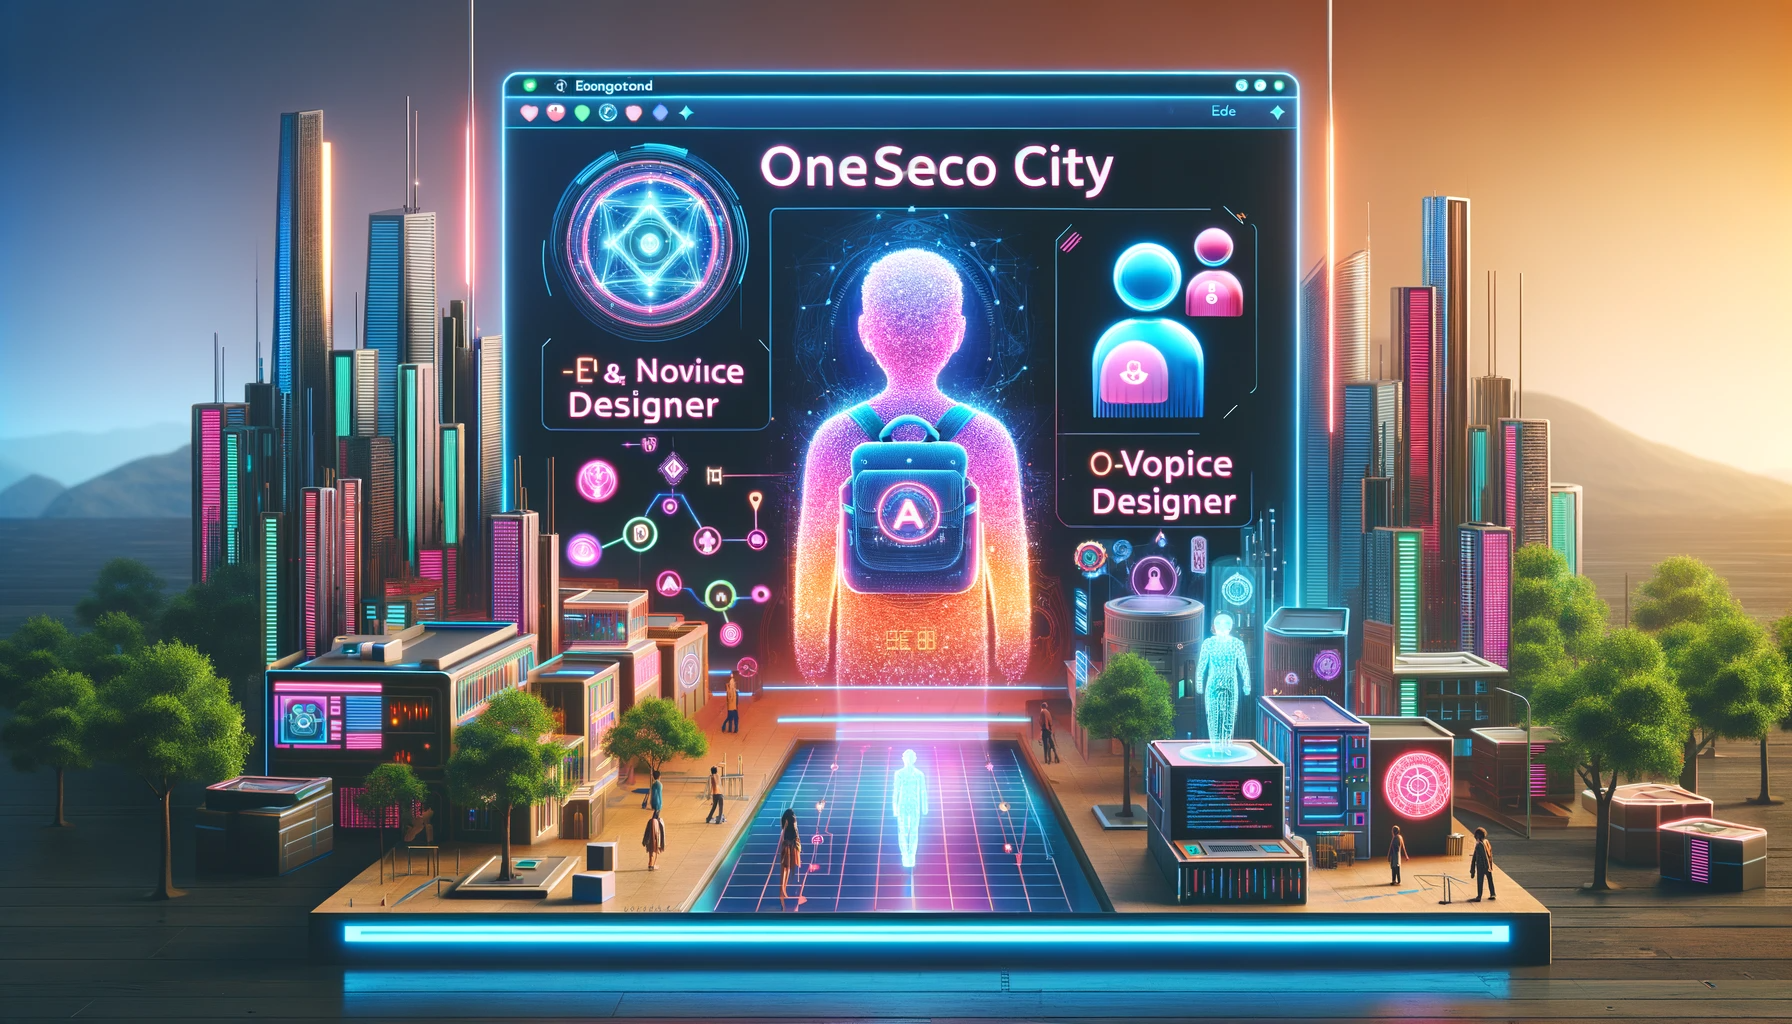 Eoongotond
Ede
OneSeco City
-E' & Novice
Designer
O-Vopice
Designer
A